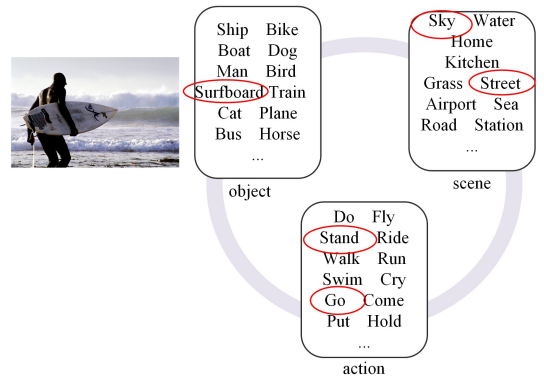 Ship Bike
Boat Dog
Man Bird
Surfboard Train
Cat Plane
Bus Horse
...
object
Sky Water
Home
Kitchen
Grass Street
Airport Sea
Road Station
...
scene
Do Fly
Stand Ride
Walk Run
Swim Cry
Go Come
Put Hold
...
action